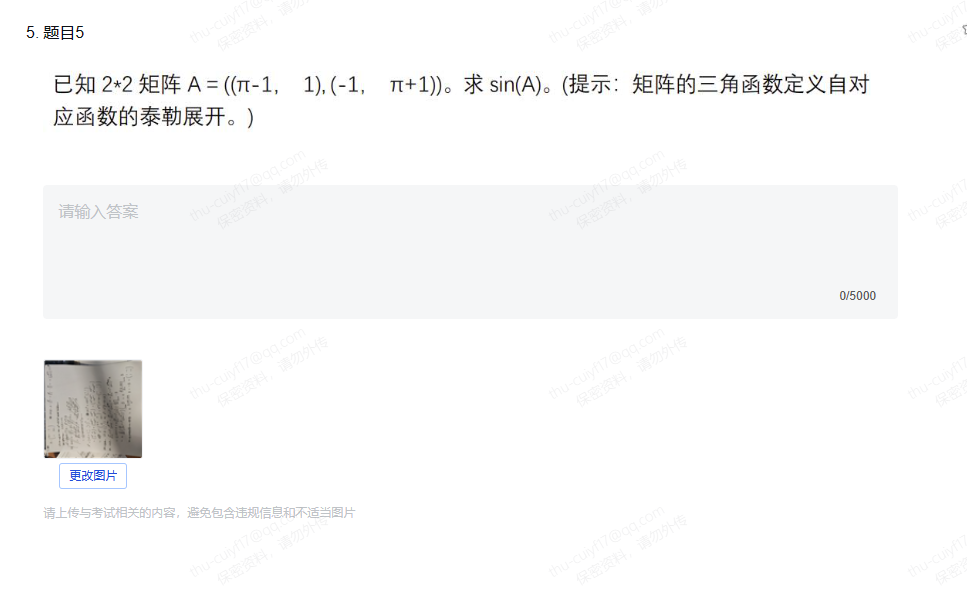 5. 题目5
已知 2*2 矩阵 A = ((π-1, 1), (-1, π+1))。求 sin(A)。(提示：矩阵的三角函数定义自对
应函数的泰勒展开。)
请输入答案
0/5000
更改图片
请上传与考试相关的内容，避免包含违规信息和不适当图片
thu-cuiyf17@qq.com
保密资料，请勿外传